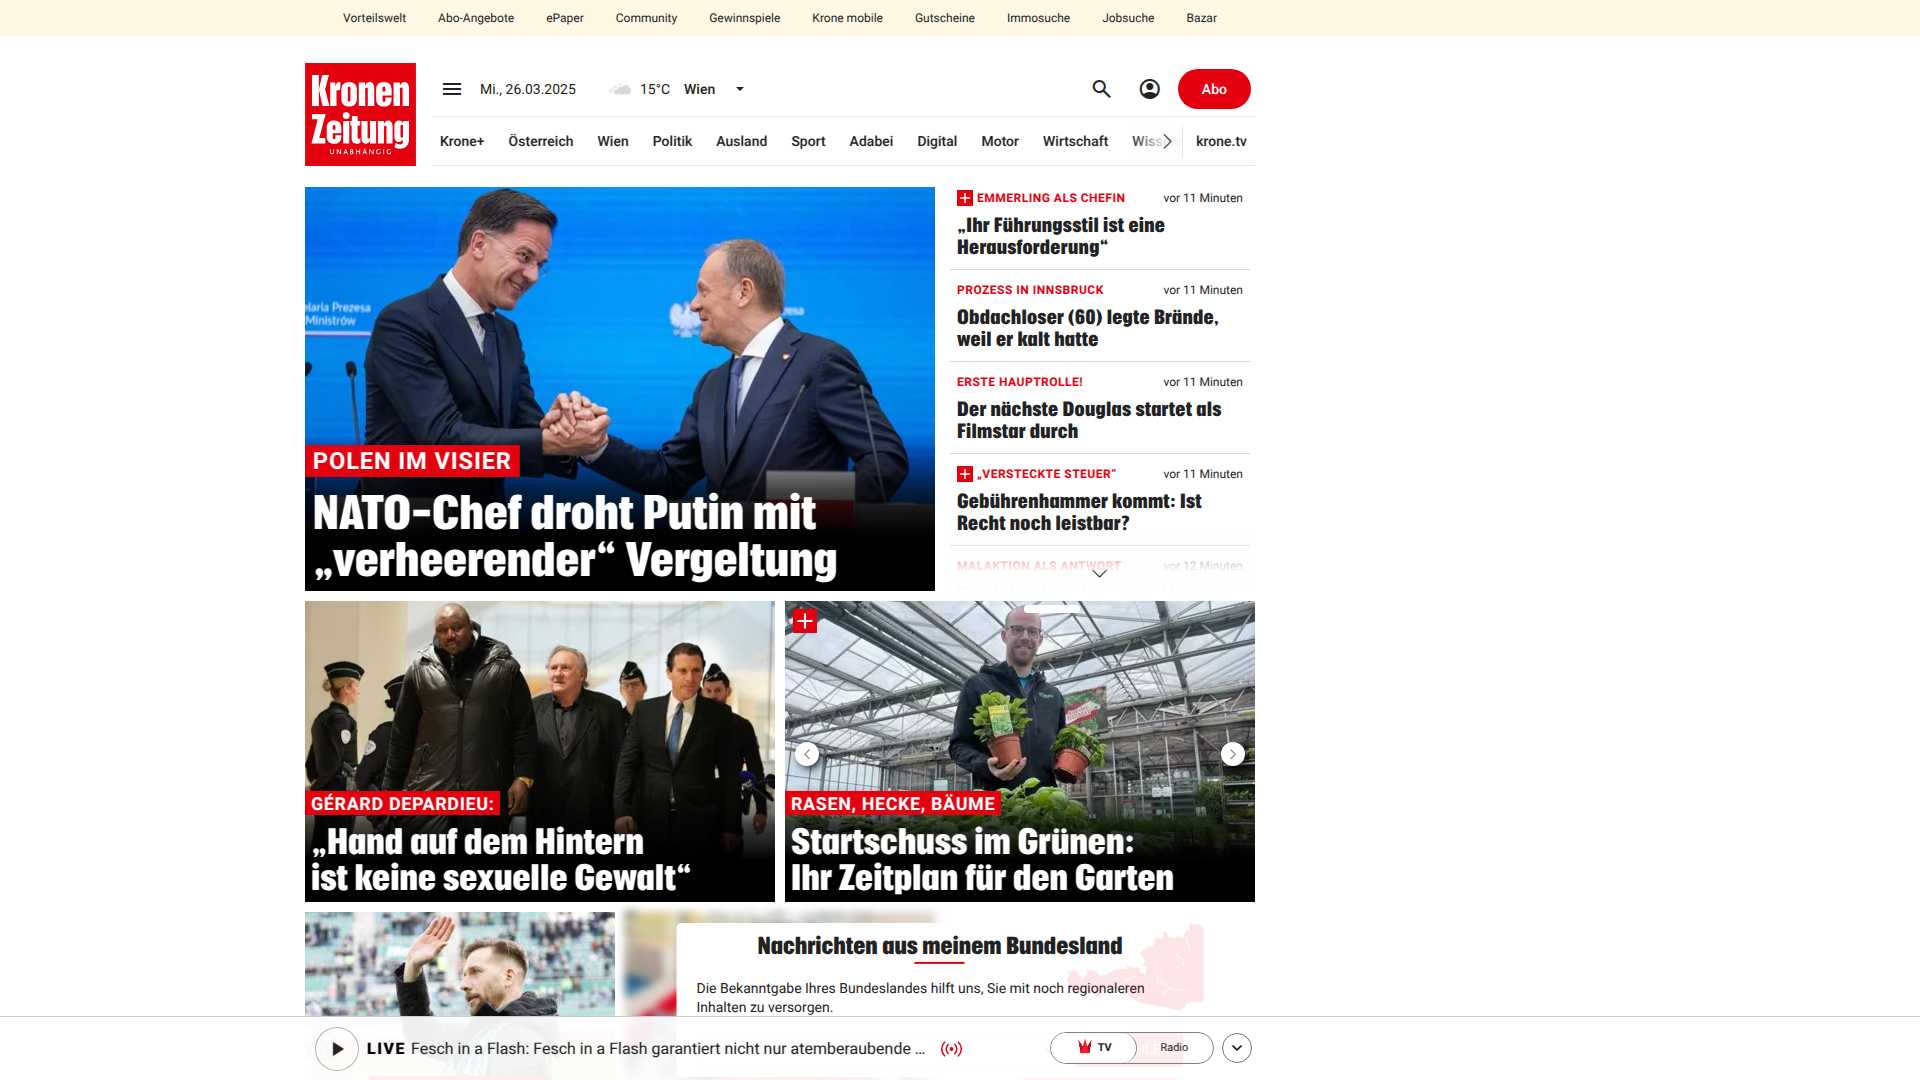 Vorteilswelt Abo-Angebote ePaper Community Gewinnspiele Krone mobile Gutscheine Immosuche Jobsuche Bazar
Kronen
Zeitung
UNABHÄNGIG
Mi., 26.03.2025 15°C Wien
Abo
Krone+ Österreich Wien Politik Ausland Sport Adabei Digital Motor Wirtschaft Wiss krone.tv
elaria Prezesa
Ministrów
POLEN IM VISIER
NATO-Chef droht Putin mit
„verheerender“ Vergeltung
EMMERLING ALS CHEFIN vor 11 Minuten
„Ihr Führungsstil ist eine
Herausforderung“
PROZESS IN INNSBRUCK vor 11 Minuten
Obdachloser (60) legte Brände,
weil er kalt hatte
ERSTE HAUPTROLLE! vor 11 Minuten
Der nächste Douglas startet als
Filmstar durch
„VERSTECKTE STEUER“ vor 11 Minuten
Gebührenhammer kommt: Ist
Recht noch leistbar?
MALAKTION ALS ANTWORT vor 12 Minuten
GÉRARD DEPARDIEU:
„Hand auf dem Hintern
ist keine sexuelle Gewalt“
RASEN, HECKE, BÄUME
Startschuss im Grünen:
Ihr Zeitplan für den Garten
Nachrichten aus meinem Bundesland
Die Bekanntgabe Ihres Bundeslandes hilft uns, Sie mit noch regionaleren
Inhalten zu versorgen.
LIVE Fesch in a Flash: Fesch in a Flash garantiert nicht nur atemberaubende ...
TV Radio